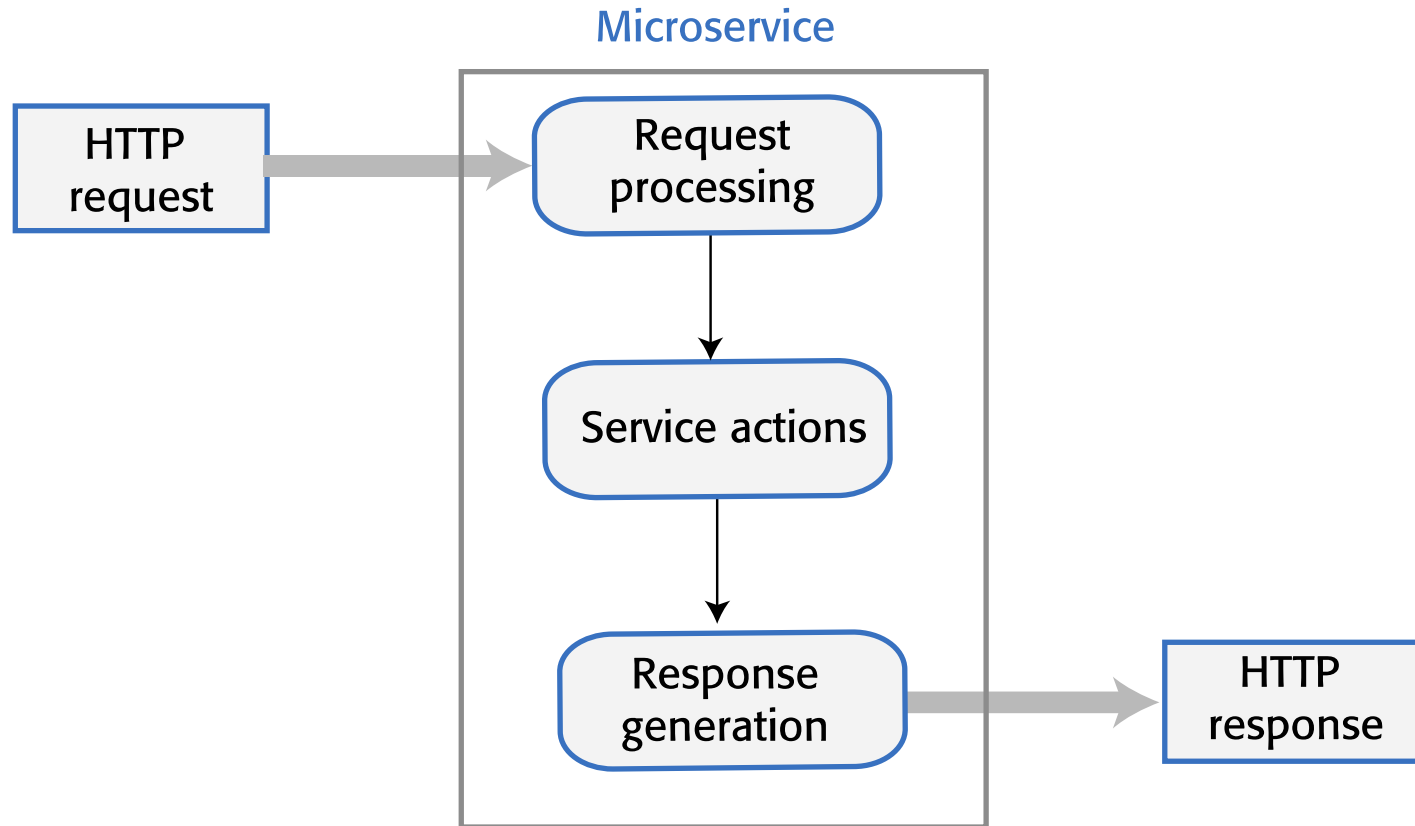 Microservice
HTTP
request
Request
processing
Service actions
Response
generation
HTTP
response